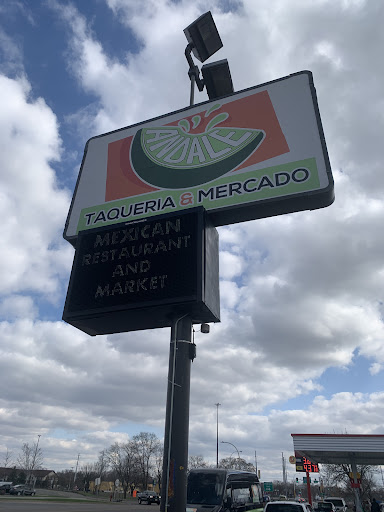 ANDALE
TAQUERIA & MERCADO
MEXICAN
RESTAURANT
AND
MARKET